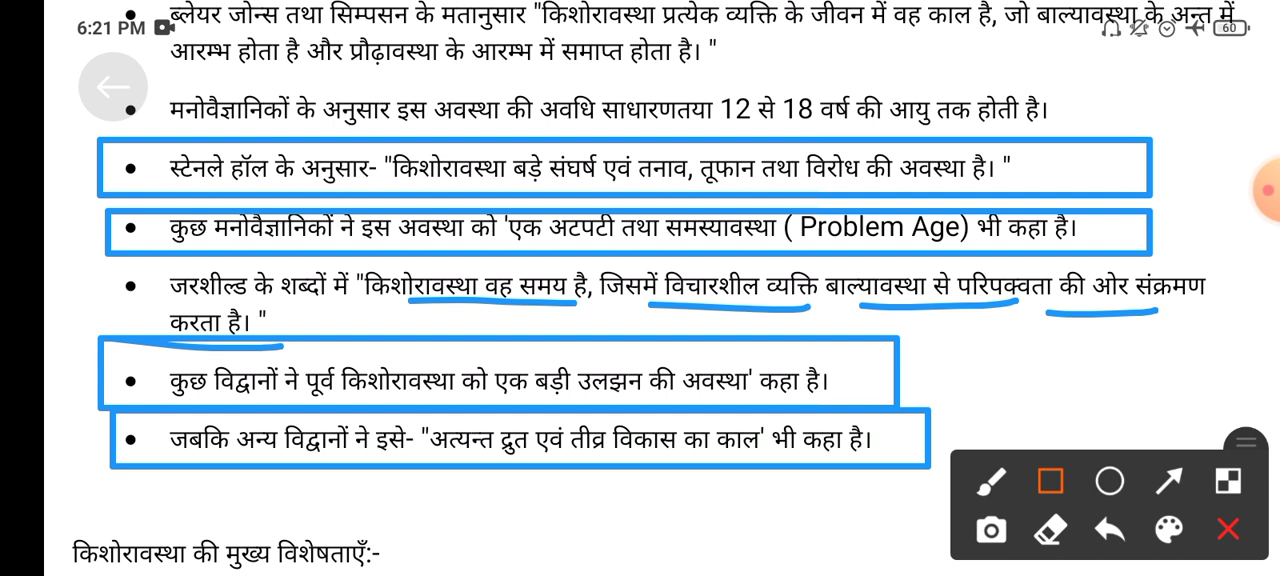 ब्लेयर जोन्स तथा सिम्पसन के मतानुसार "किशोरावस्था प्रत्येक व्यक्ति के जीवन में वह काल है, जो बाल्यावस्था के अन्त में
6:21 PM
60
आरम्भ होता है और प्रौढ़ावस्था के आरम्भ में समाप्त होता है। "
मनोवैज्ञानिकों के अनुसार इस अवस्था की अवधि साधारणतया 12 से 18 वर्ष की आयु तक होती है।
स्टेनले हॉल के अनुसार- "किशोरावस्था बड़े संघर्ष एवं तनाव, तूफान तथा विरोध की अवस्था है। "
कुछ मनोवैज्ञानिकों ने इस अवस्था को 'एक अटपटी तथा समस्यावस्था ( Problem Age) भी कहा है।
जरशील्ड के शब्दों में "किशोरावस्था वह समय है, जिसमें विचारशील व्यक्ति बाल्यावस्था से परिपक्वता की ओर संक्रमण
करता है। "
कुछ विद्वानों ने पूर्व किशोरावस्था को एक बड़ी उलझन की अवस्था' कहा है।
जबकि अन्य विद्वानों ने इसे- "अत्यन्त द्रुत एवं तीव्र विकास का काल' भी कहा है।
किशोरावस्था की मुख्य विशेषताएँ:-